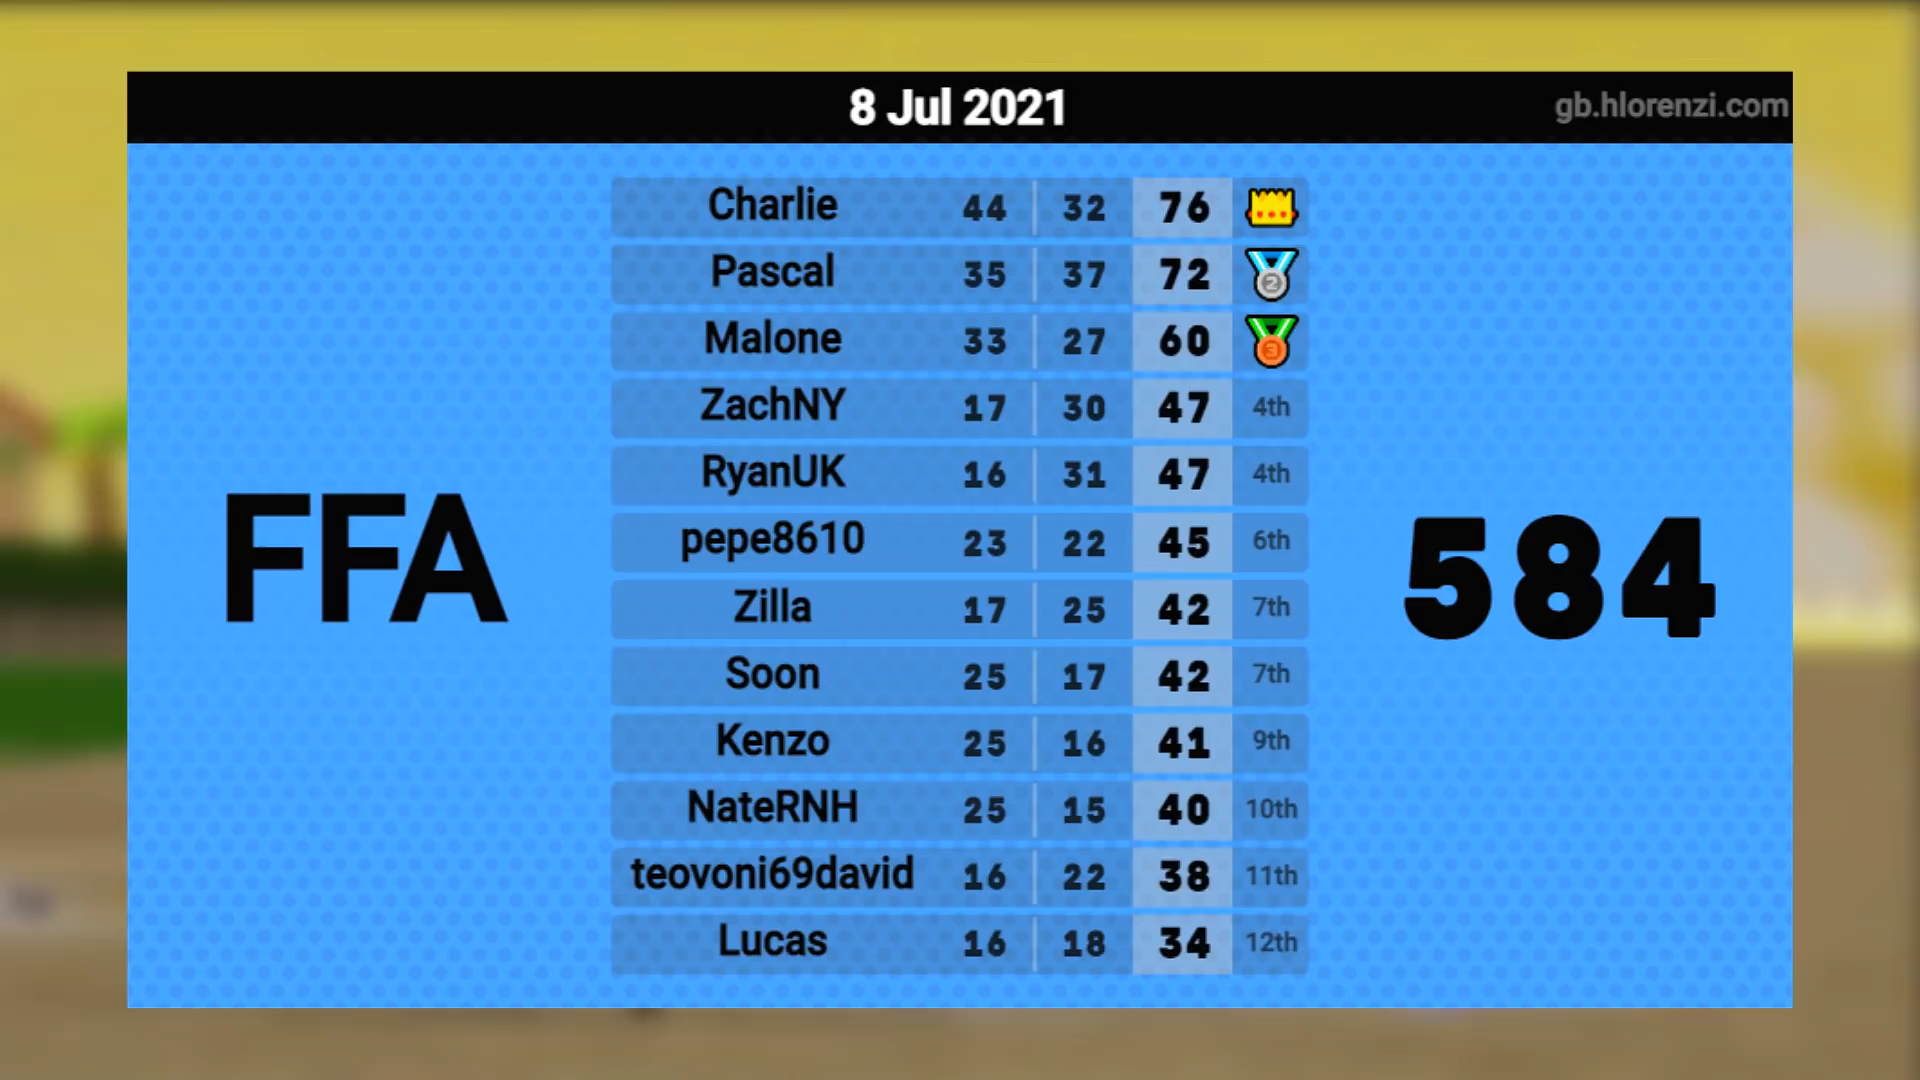 8 Jul 2021
gb.hlorenzi.com
FFA
Charlie 44 32 76
Pascal 35 37 72 2
Malone 33 27 60 3
ZachNY 17 30 47 4th
RyanUK 16 31 47 4th
pepe8610 23 22 45 6th
Zilla 17 25 42 7th
Soon 25 17 42 7th
Kenzo 25 16 41 9th
NateRNH 25 15 40 10th
teovoni69david 16 22 38 11th
Lucas 16 18 34 12th
584